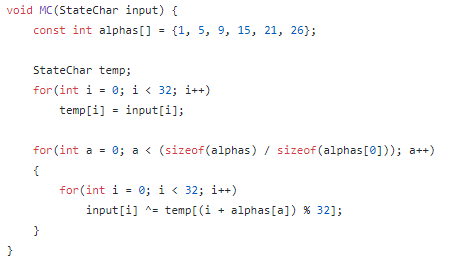 void MC(StateChar input) {
    const int alphas[] = {1, 5, 9, 15, 21, 26};

    StateChar temp;
    for(int i = 0; i < 32; i++)
        temp[i] = input[i];

    for(int a = 0; a < (sizeof(alphas) / sizeof(alphas[0])); a++)
    {
        for(int i = 0; i < 32; i++)
            input[i] ^= temp[(i + alphas[a]) % 32];
    }
}